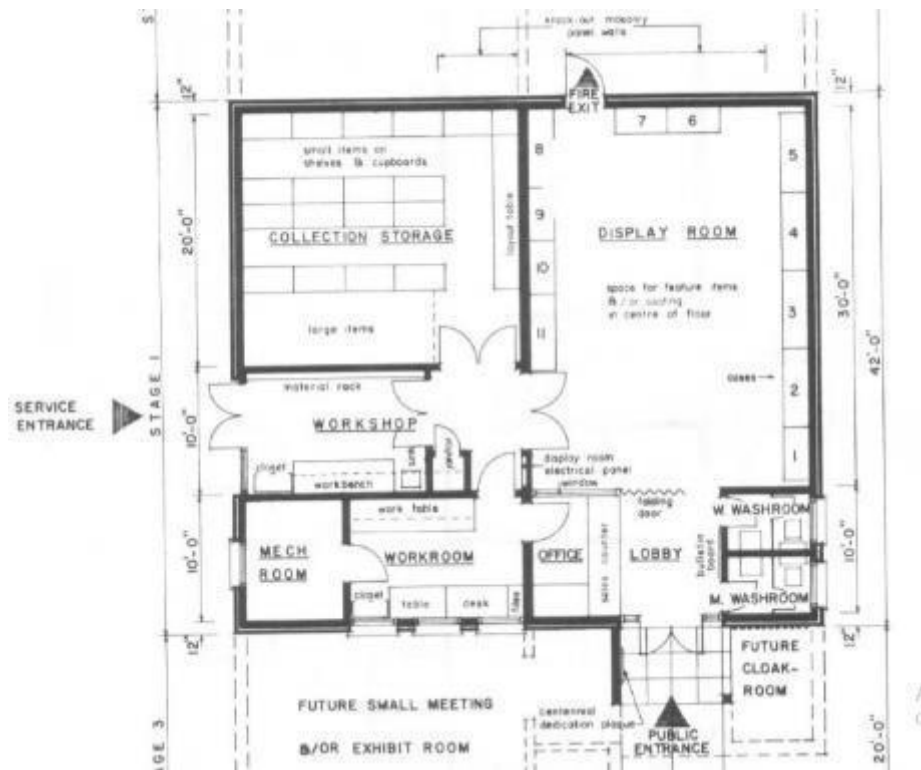 knock-out masonry
panel walls
12"
12"
FIRE
EXIT
7
6
small items on
shelves & cupboards
8
5
layout table
9
20'-0"
COLLECTION STORAGE
DISPLAY ROOM
4
10
space for feature items
&/or seating
in centre of floor
30'-0"
3
large items
11
42'-0"
STAGE 1
cases
material rack
2
SERVICE
ENTRANCE
10'-0"
WORKSHOP
janitor
sink
closet
workbench
display room
electrical panel
window
1
work table
folding
door
W. WASHROOM
10'-0"
MECH
ROOM
WORKROOM
OFFICE
sales counter
LOBBY
bulletin
board
10'-0"
closet
table
desk
files
M. WASHROOM
12"
12"
FUTURE
CLOAK-
ROOM
FUTURE SMALL MEETING
&/OR EXHIBIT ROOM
centennial
dedication plaque
PUBLIC
ENTRANCE
20'-0"
AGE 3